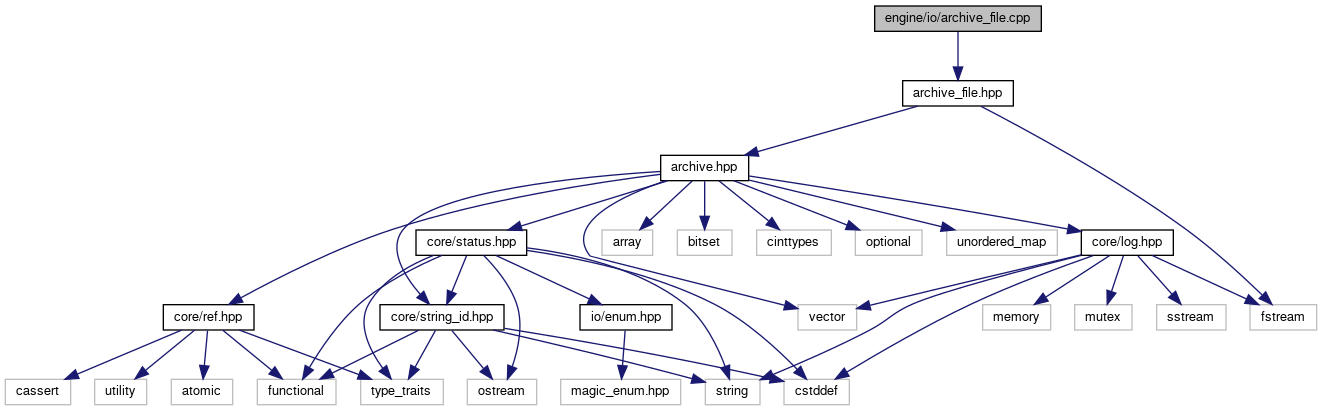 engine/io/archive_file.cpp
archive_file.hpp
archive.hpp
core/status.hpp
array
bitset
cinttypes
optional
unordered_map
core/log.hpp
core/ref.hpp
core/string_id.hpp
io/enum.hpp
vector
memory
mutex
sstream
fstream
cassert
utility
atomic
functional
type_traits
ostream
magic_enum.hpp
string
cstddef